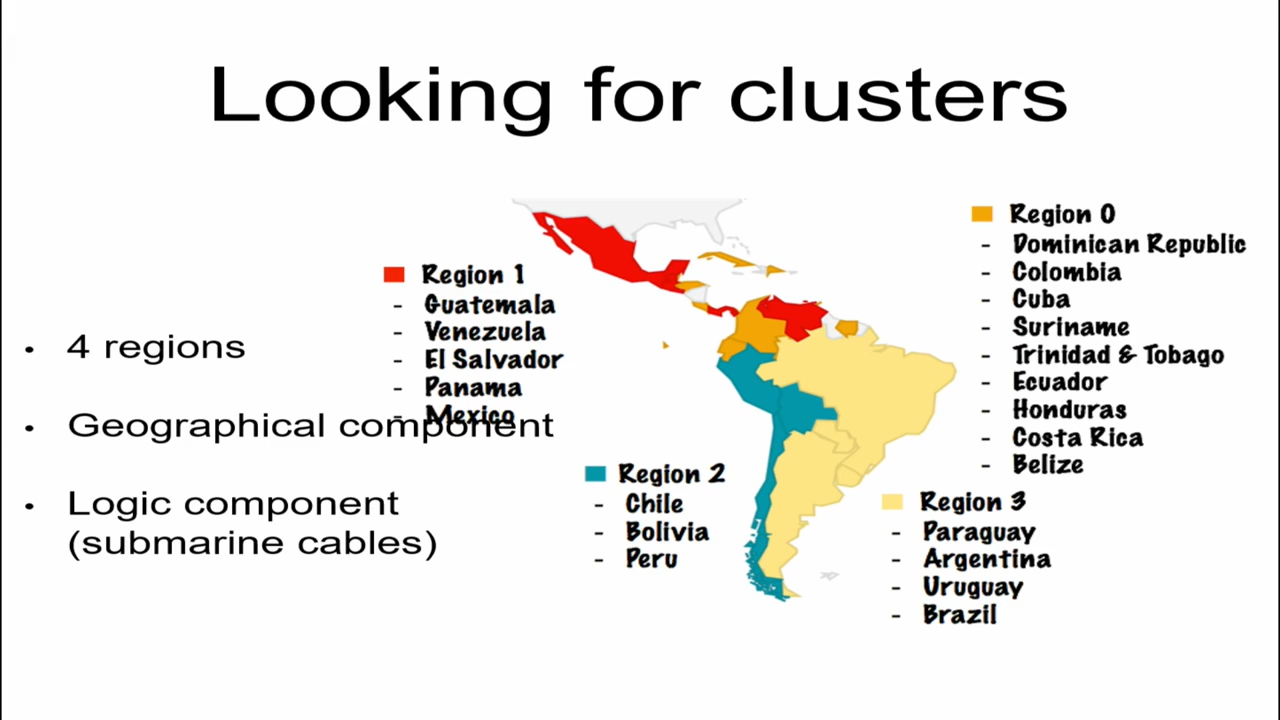 Looking for clusters
• 4 regions
• Geographical component
• Logic component
(submarine cables)
Region 1
- Guatemala
- Venezuela
- El Salvador
- Panama
- Mexico
Region 2
- Chile
- Bolivia
- Peru
Region 0
- Dominican Republic
- Colombia
- Cuba
- Suriname
- Trinidad & Tobago
- Ecuador
- Honduras
- Costa Rica
- Belize
Region 3
- Paraguay
- Argentina
- Uruguay
- Brazil